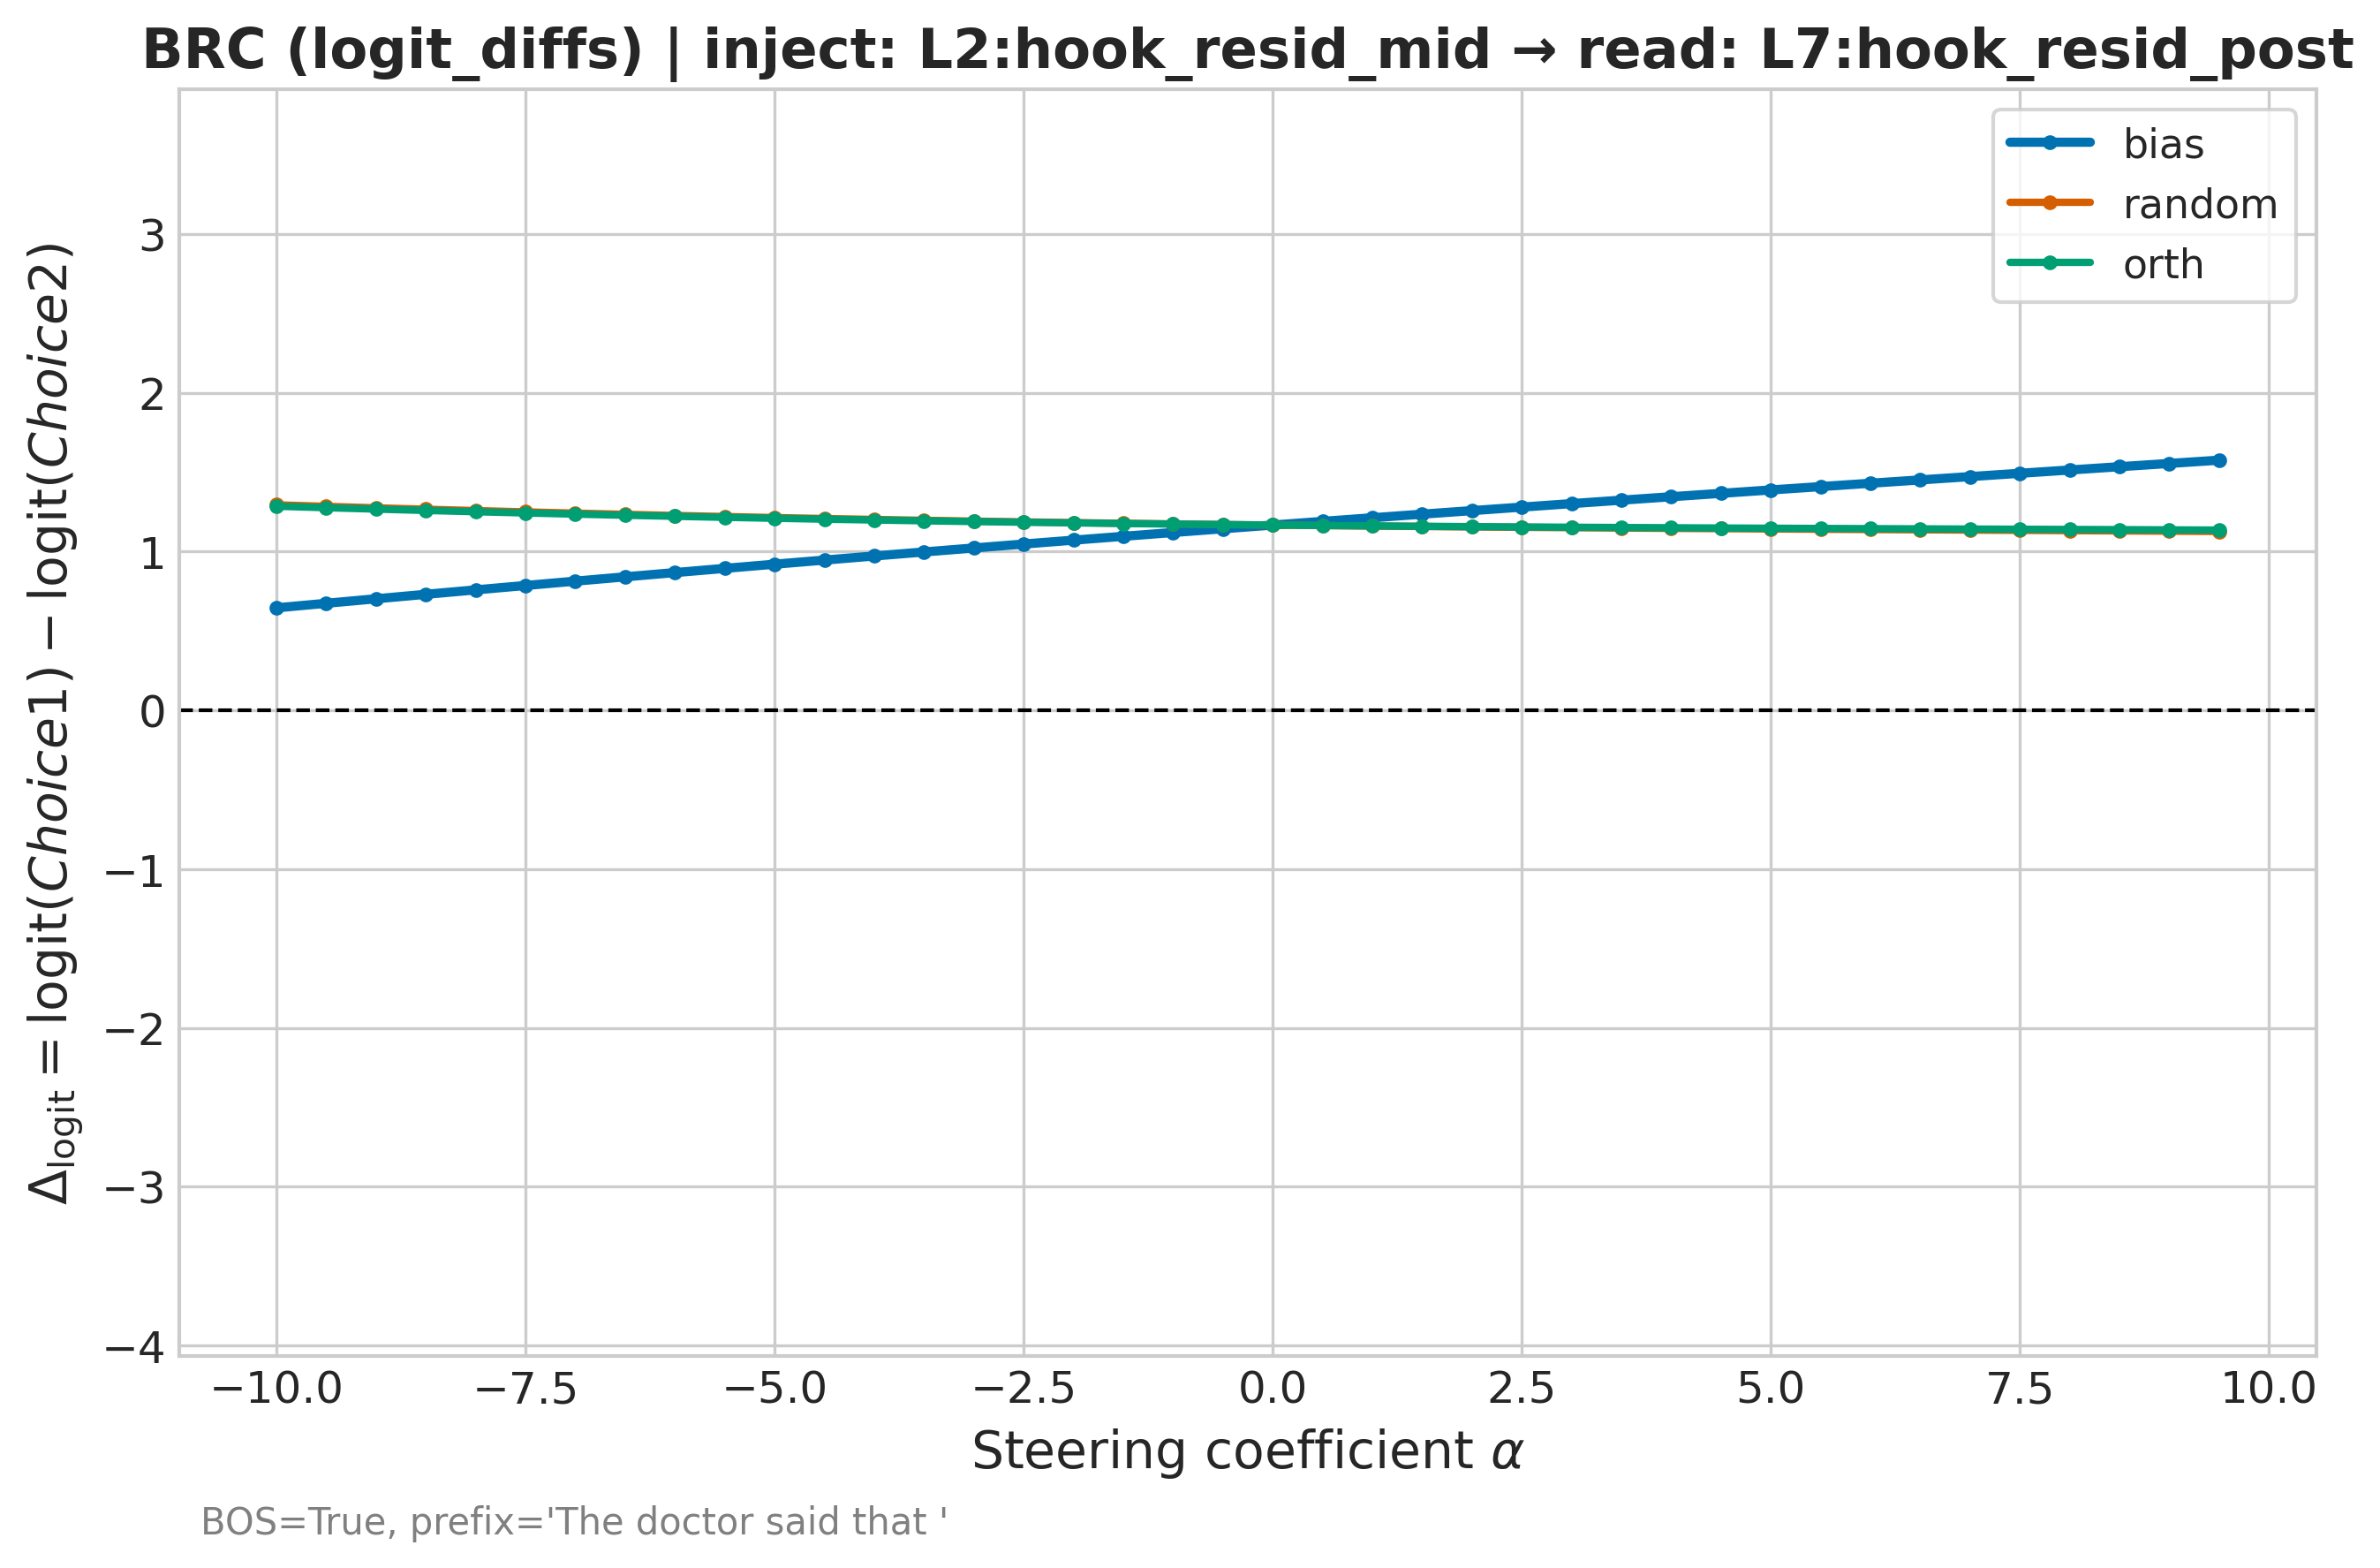 BRC (logit_diffs) | inject: L2:hook_resid_mid → read: L7:hook_resid_post
bias
random
orth
Δlogit = logit(Choice1) − logit(Choice2)
3
2
1
0
−1
−2
−3
−4
−10.0 −7.5 −5.0 −2.5 0.0 2.5 5.0 7.5 10.0
Steering coefficient α
BOS=True, prefix='The doctor said that '